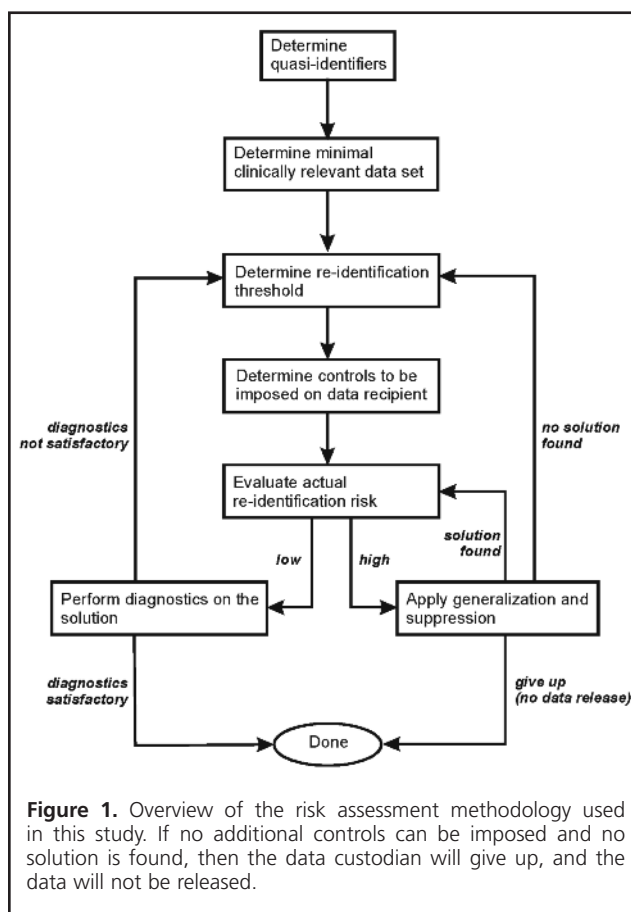 Determine
quasi-identifiers
Determine minimal
clinically relevant data set
Determine re-identification
threshold
Determine controls to be
imposed on data recipient
diagnostics
not satisfactory
no solution
found
Evaluate actual
re-identification risk
solution
found
low
high
Perform diagnostics on the
solution
Apply generalization and
suppression
diagnostics
satisfactory
give up
(no data release)
Done
Figure 1. Overview of the risk assessment methodology used
in this study. If no additional controls can be imposed and no
solution is found, then the data custodian will give up, and the
data will not be released.